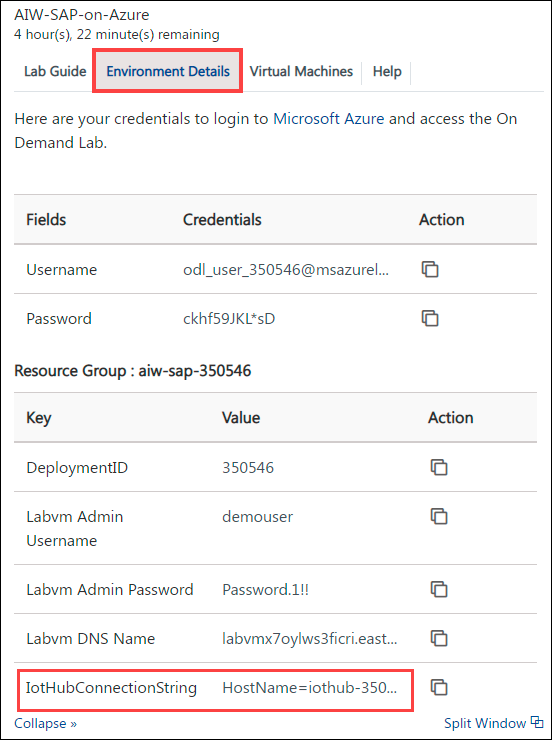 AIW-SAP-on-Azure
4 hour(s), 22 minute(s) remaining
Lab Guide Environment Details Virtual Machines Help
Here are your credentials to login to Microsoft Azure and access the On
Demand Lab.
Fields Credentials Action
Username odl_user_350546@msazurel...
Password ckhf59JKL*sD
Resource Group : aiw-sap-350546
Key Value Action
DeploymentID 350546
Labvm Admin demouser
Username
Labvm Admin Password Password.1!!
Labvm DNS Name labvmx7oylws3ficri.east...
IotHubConnectionString HostName=iothub-350...
Collapse » Split Window